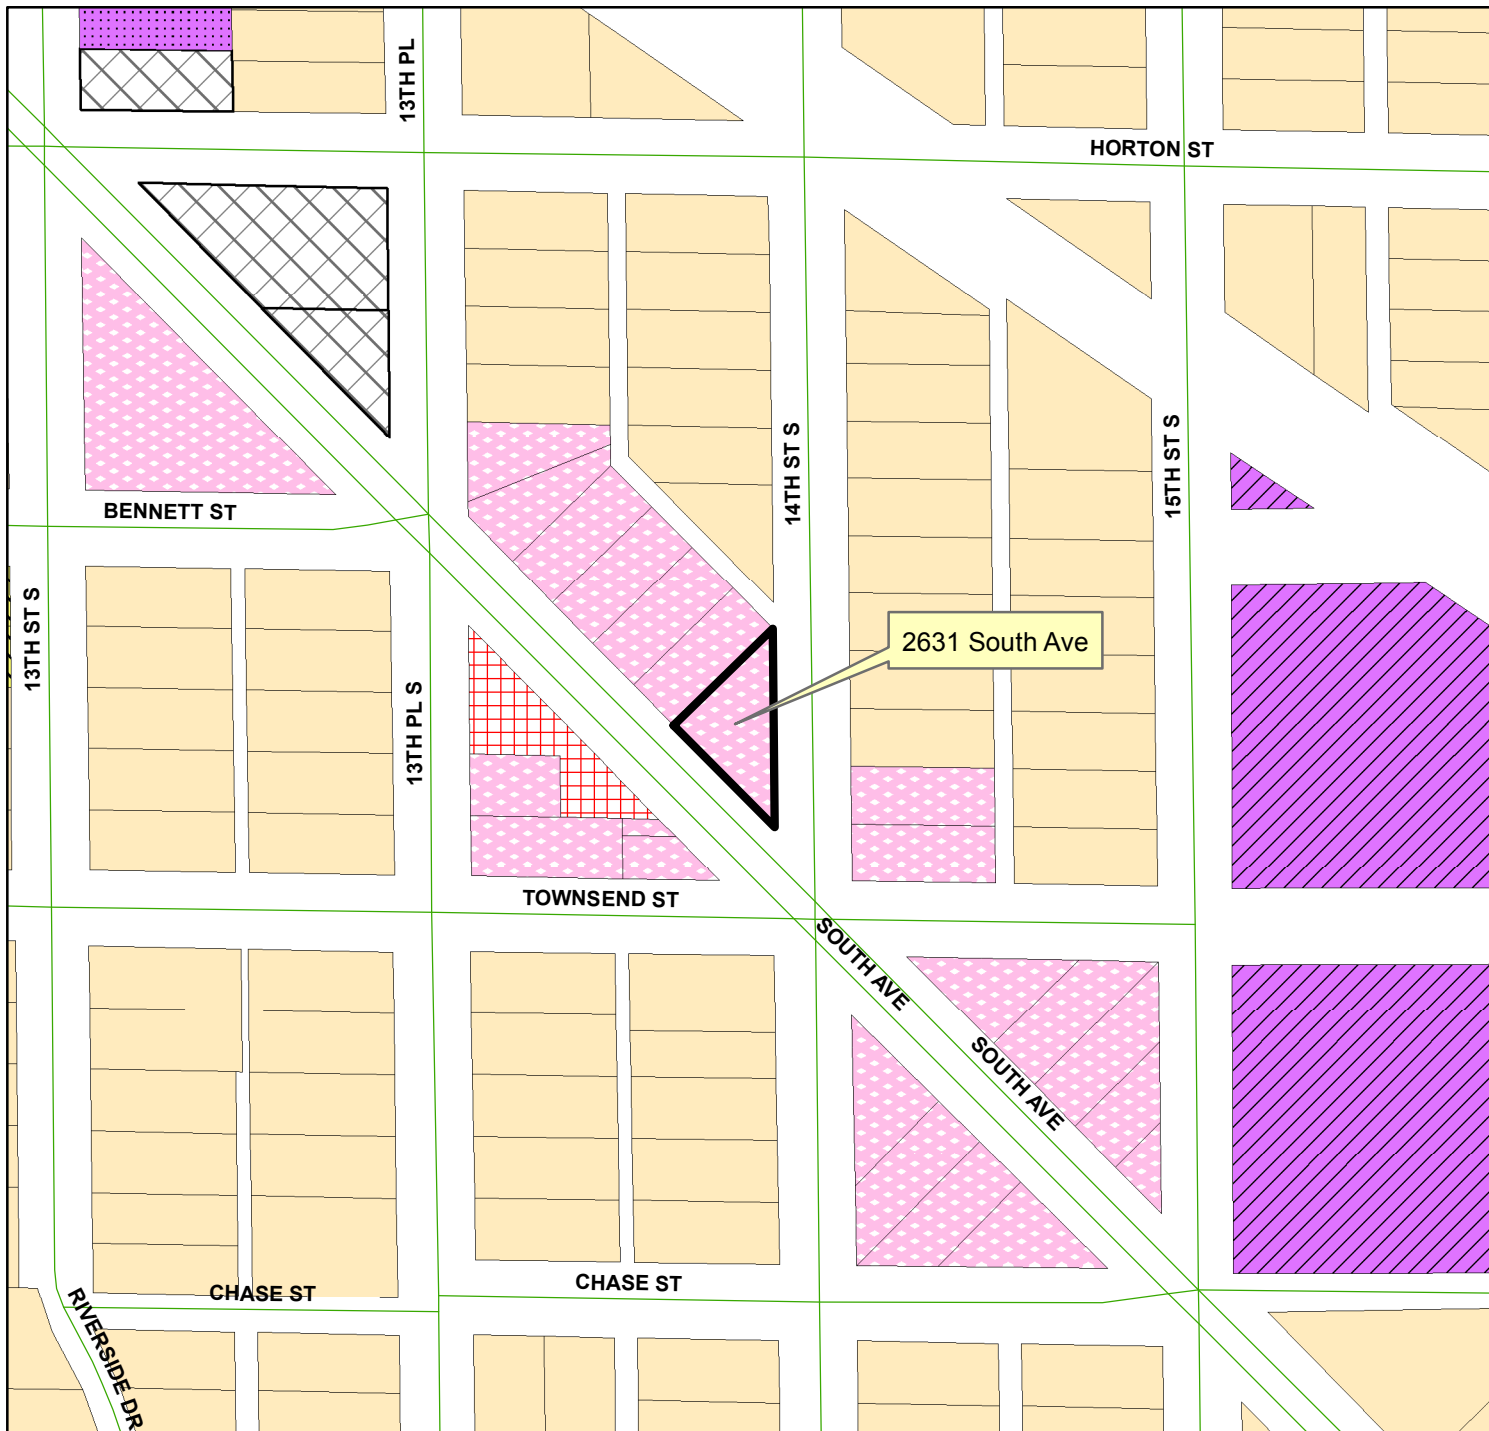 13TH PL
HORTON ST
14TH ST S
15TH ST S
BENNETT ST
13TH ST S
2631 South Ave
13TH PL S
TOWNSEND ST
SOUTH AVE
SOUTH AVE
CHASE ST
CHASE ST
RIVERSIDE DR